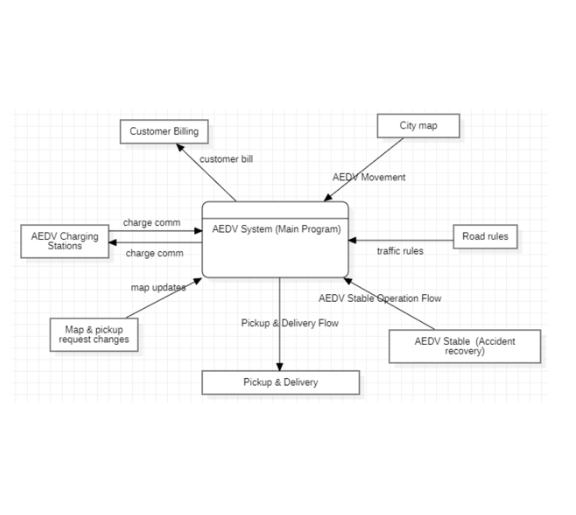 City map
Customer Billing
customer bill
AEDV Movement
charge comm
AEDV System (Main Program)
AEDV Charging
Stations
Road rules
charge comm
traffic rules
map updates
AEDV Stable Operation Flow
Pickup & Delivery Flow
Map & pickup
request changes
AEDV Stable (Accident
recovery)
Pickup & Delivery